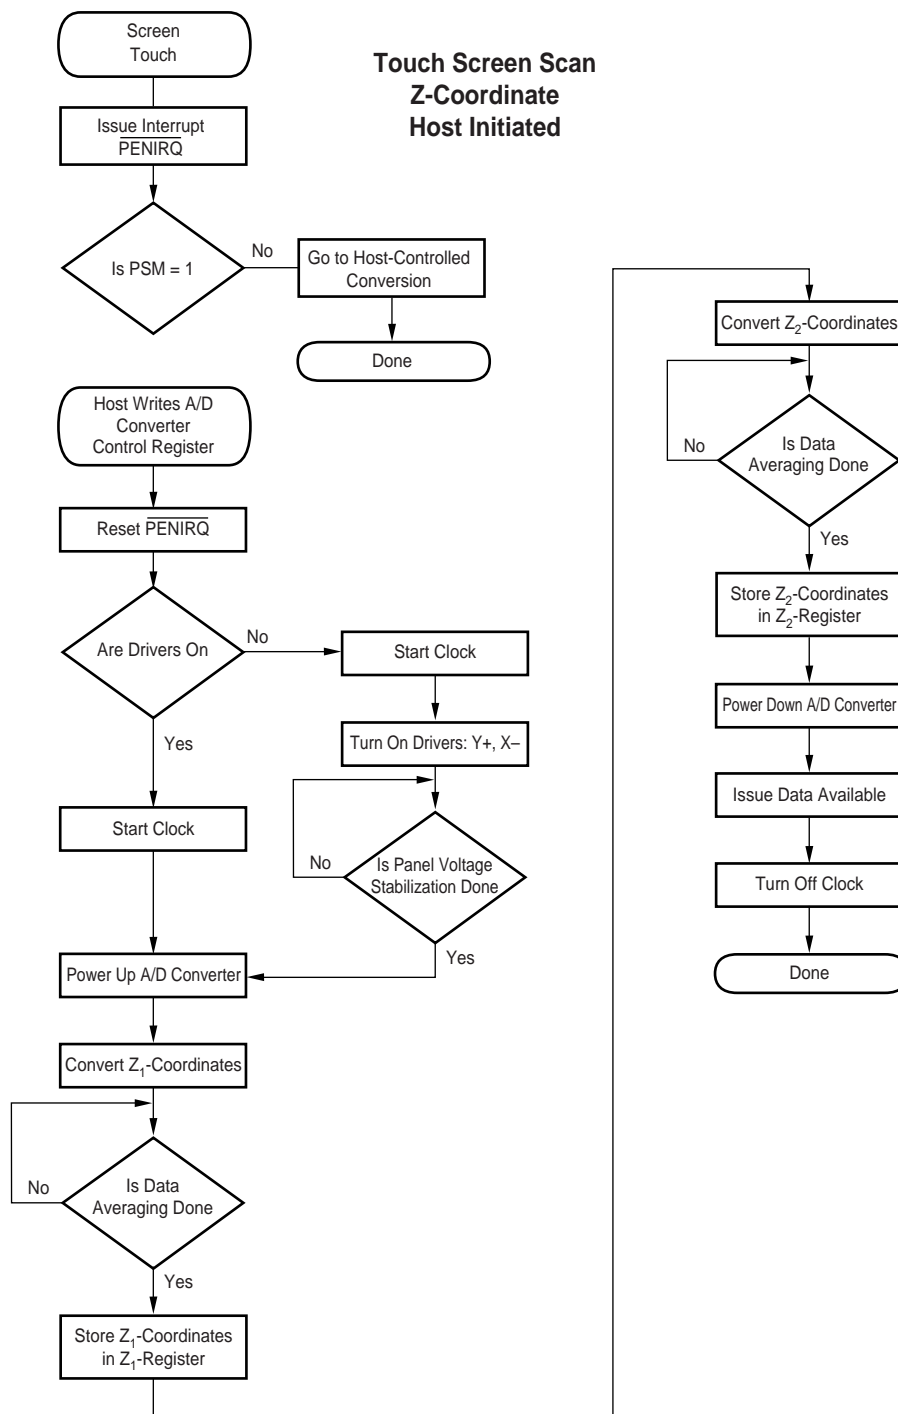 Screen
Touch
Touch Screen Scan
Z-Coordinate
Host Initiated
Issue Interrupt
PENIRQ
Is PSM = 1
No
Go to Host-Controlled
Conversion
Done
Host Writes A/D
Converter
Control Register
Reset PENIRQ
Are Drivers On
No
Start Clock
Turn On Drivers: Y+, X–
Yes
Start Clock
No
Is Panel Voltage
Stabilization Done
Yes
Power Up A/D Converter
Convert Z1-Coordinates
No
Is Data
Averaging Done
Yes
Store Z1-Coordinates
in Z1-Register
Convert Z2-Coordinates
No
Is Data
Averaging Done
Yes
Store Z2-Coordinates
in Z2-Register
Power Down A/D Converter
Issue Data Available
Turn Off Clock
Done